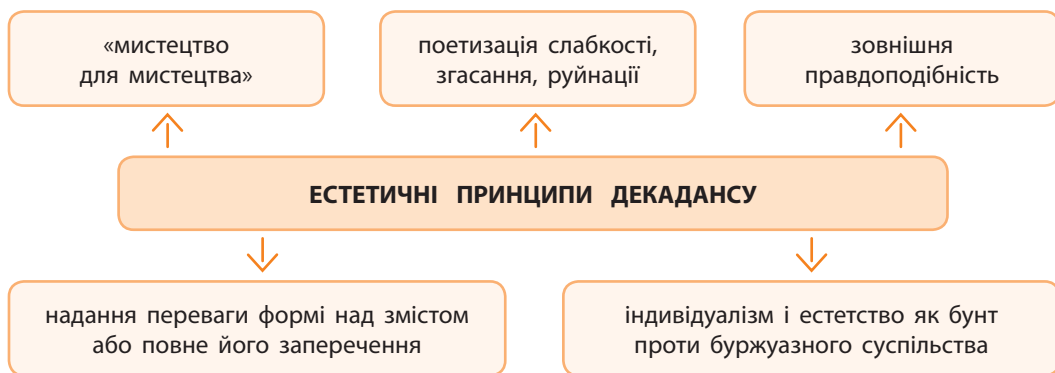 «мистецтво
для мистецтва»
поетизація слабкості,
згасання, руйнації
зовнішня
правдоподібність
ЕСТЕТИЧНІ ПРИНЦИПИ ДЕКАДАНСУ
надання переваги формі над змістом
або повне його заперечення
індивідуалізм і естетство як бунт
проти буржуазного суспільства